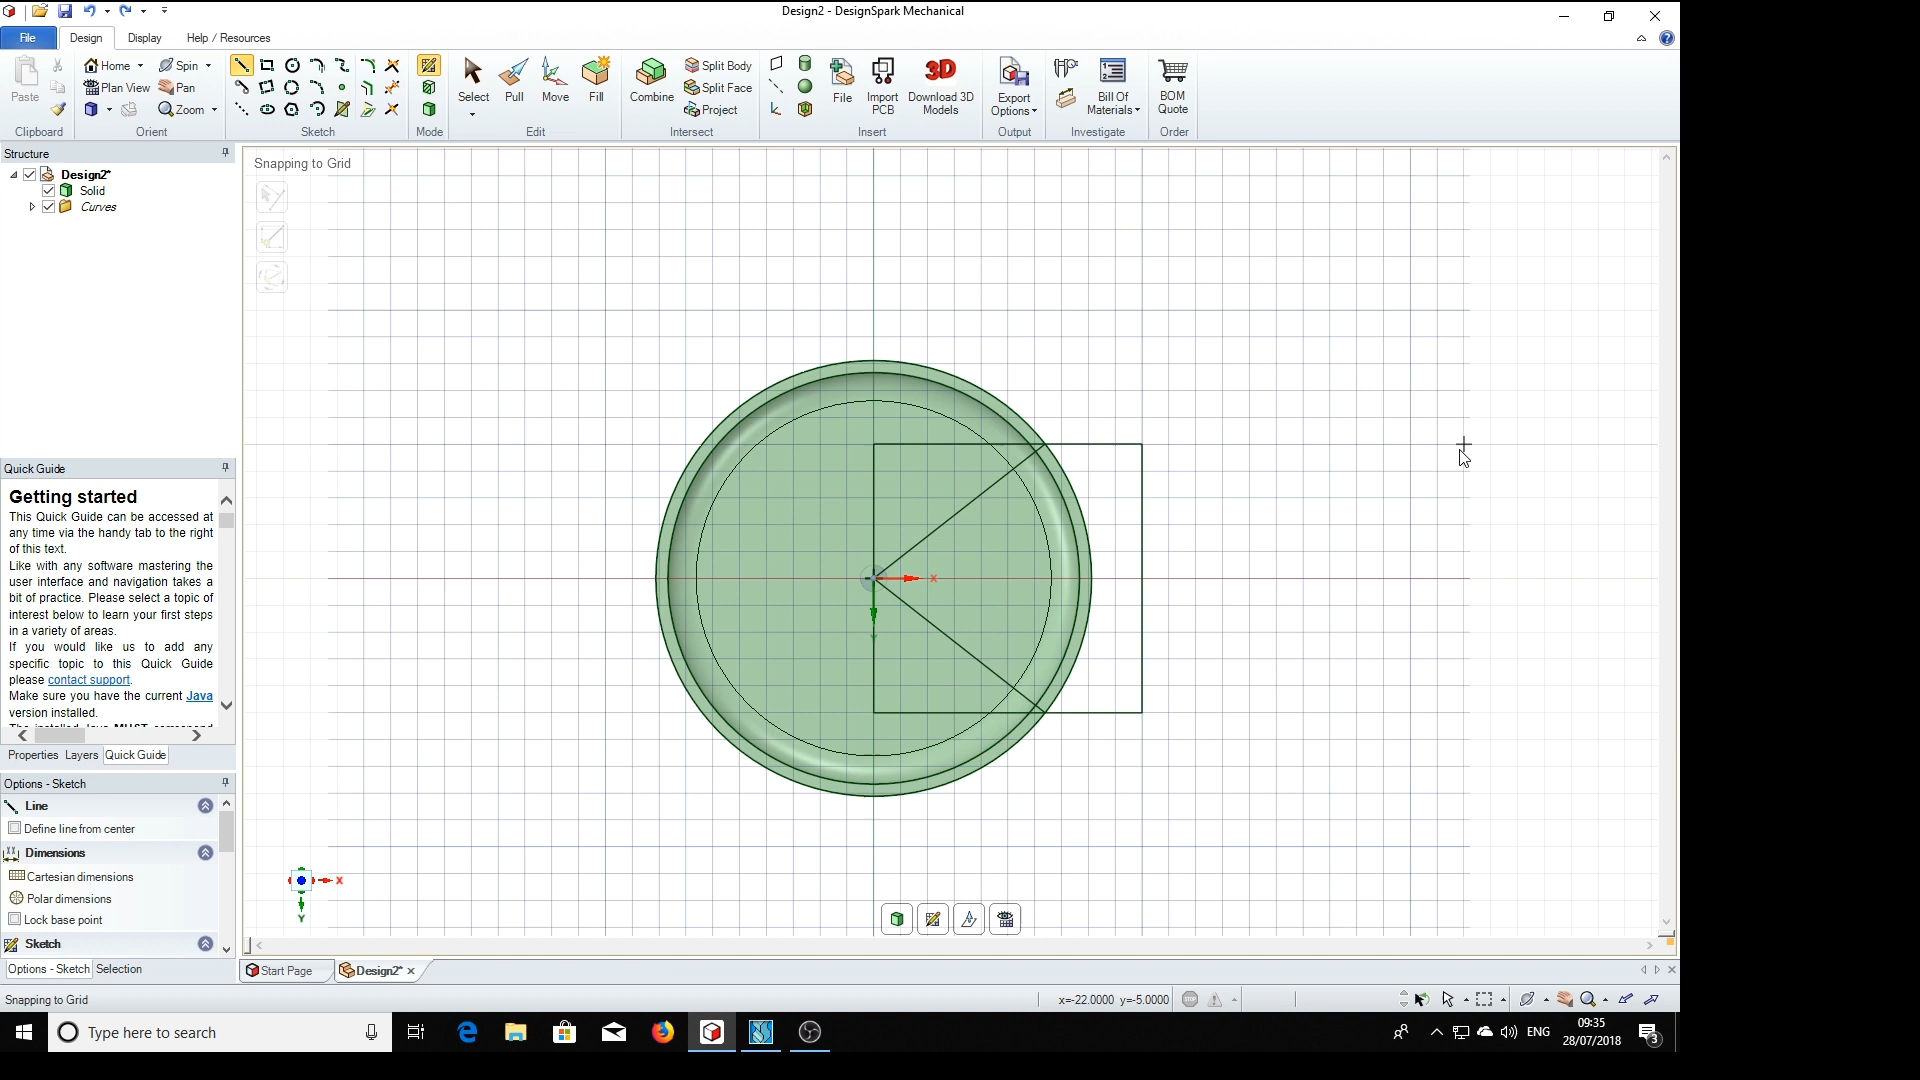 Design2 - DesignSpark Mechanical
File
Design
Display
Help / Resources
Paste
Clipboard
Home
Plan View
Spin
Pan
Zoom
Orient
Sketch
Mode
Select
Pull
Move
Fill
Edit
Combine
Split Body
Split Face
Project
Intersect
File
Import
PCB
3D
Download 3D
Models
Insert
Export
Options
Output
Bill Of
Materials
Investigate
BOM
Quote
Order
Structure
Design2*
Solid
Curves
Snapping to Grid
Quick Guide
Getting started
This Quick Guide can be accessed at
any time via the handy tab to the right
of this text.
Like with any software mastering the
user interface and navigation takes a
bit of practice. Please select a topic of
interest below to learn your first steps
in a variety of areas.
If you would like us to add any
specific topic to this Quick Guide
please contact support.
Make sure you have the current Java
version installed.
Properties
Layers
Quick Guide
Options - Sketch
Line
Define line from center
Dimensions
Cartesian dimensions
Polar dimensions
Lock base point
Sketch
Options - Sketch
Selection
X
X
Y
Start Page
Design2*
Snapping to Grid
x=-22.0000 y=-5.0000
Type here to search
ENG
09:35
28/07/2018
3